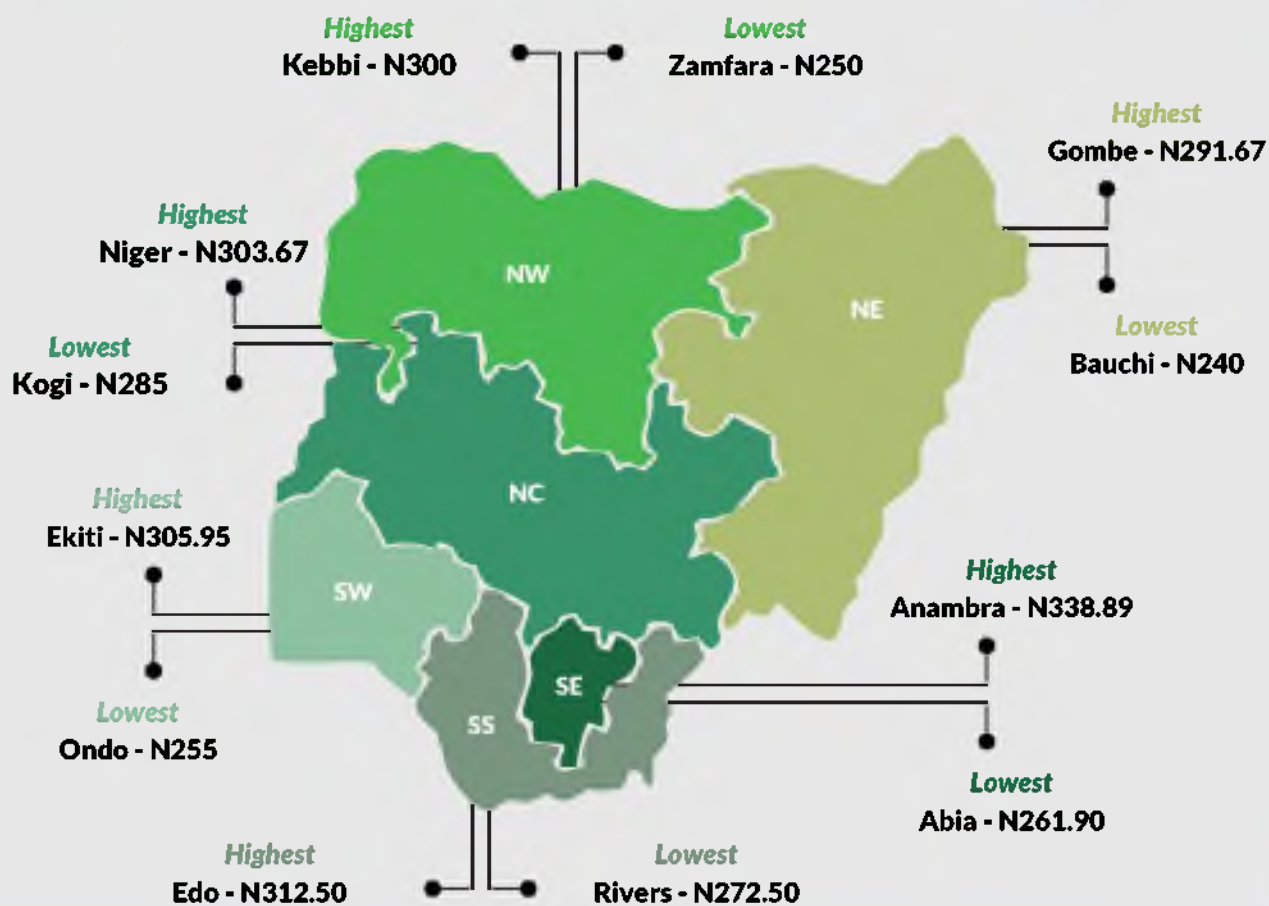 Highest
Kebbi - N300
Lowest
Zamfara - N250
Highest
Gombe - N291.67
Lowest
Bauchi - N240
Highest
Niger - N303.67
Lowest
Kogi - N285
NW
NE
NC
Highest
Ekiti - N305.95
Lowest
Ondo - N255
SW
SS
SE
Highest
Anambra - N338.89
Lowest
Abia - N261.90
Highest
Edo - N312.50
Lowest
Rivers - N272.50